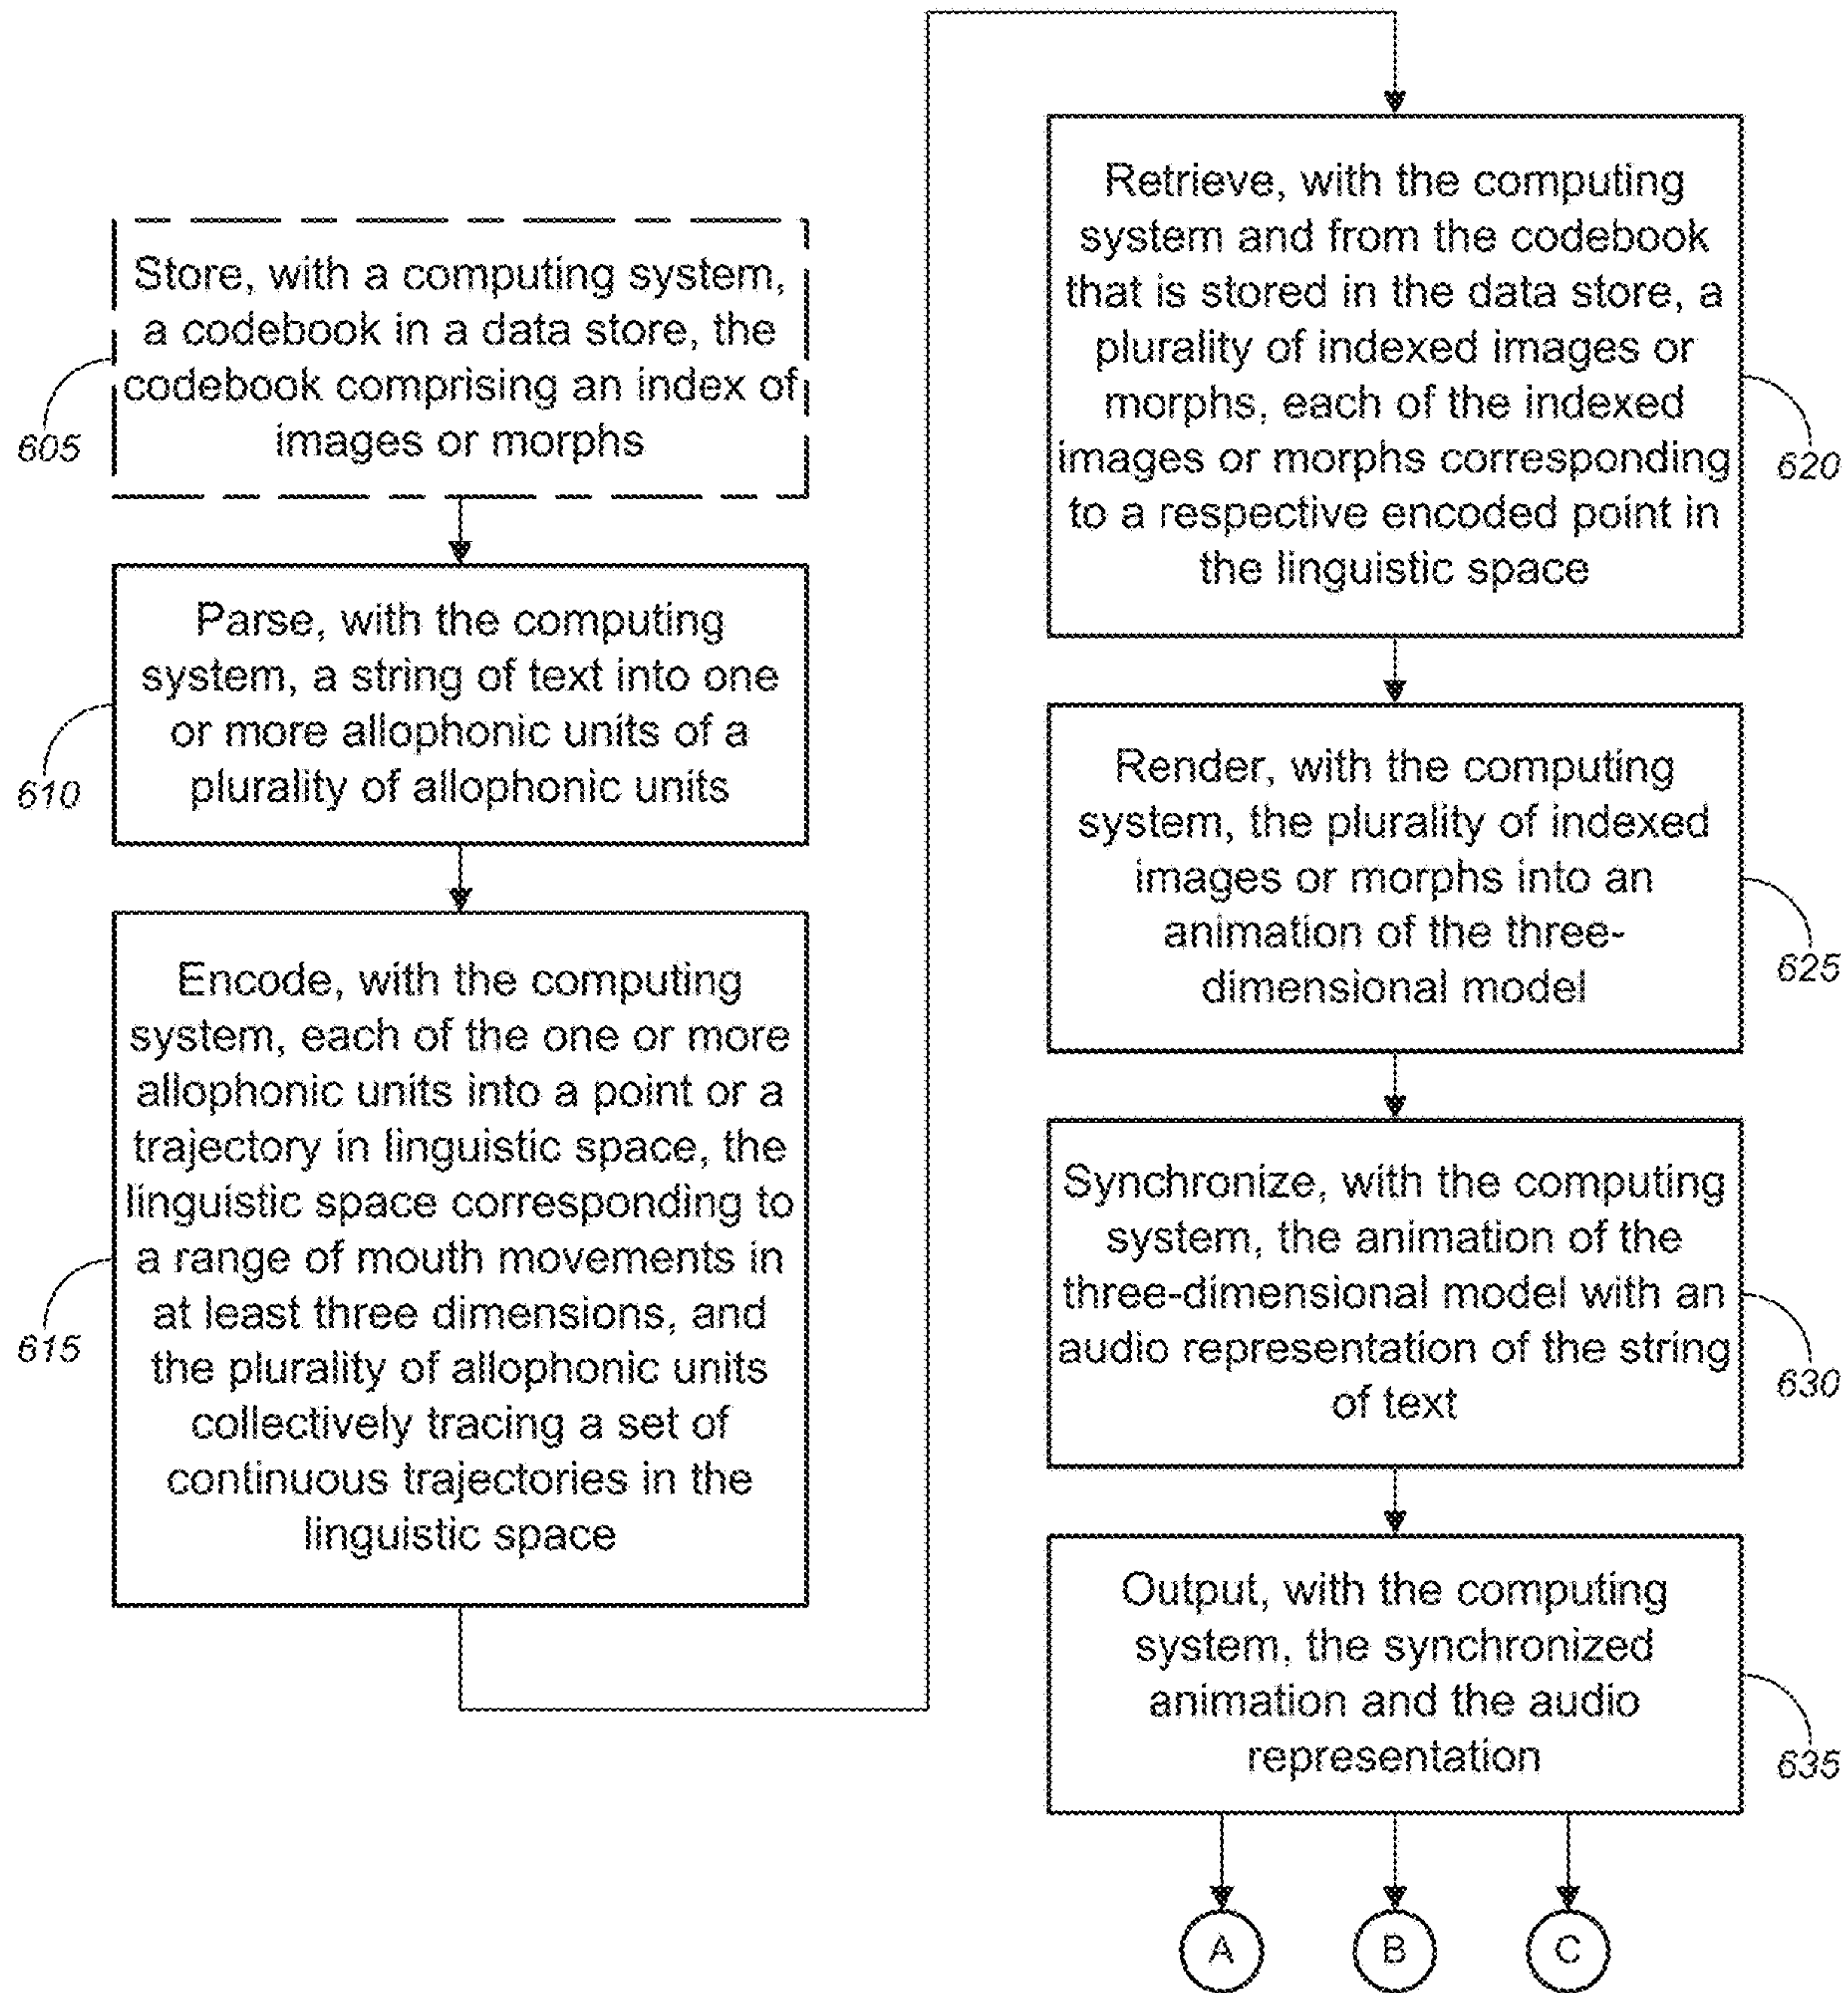 Store, with a computing system,
a codebook in a data store, the
codebook comprising an index of
images or morphs
605
Parse, with the computing
system, a string of text into one
or more allophonic units of a
plurality of allophonic units
610
Encode, with the computing
system, each of the one or more
allophonic units into a point or a
trajectory in linguistic space, the
linguistic space corresponding to
a range of mouth movements in
at least three dimensions, and
the plurality of allophonic units
collectively tracing a set of
continuous trajectories in the
linguistic space
615
Retrieve, with the computing
system and from the codebook
that is stored in the data store, a
plurality of indexed images or
morphs, each of the indexed
images or morphs corresponding
to a respective encoded point in
the linguistic space
620
Render, with the computing
system, the plurality of indexed
images or morphs into an
animation of the three-
dimensional model
625
Synchronize, with the computing
system, the animation of the
three-dimensional model with an
audio representation of the string
of text
630
Output, with the computing
system, the synchronized
animation and the audio
representation
635
A B C